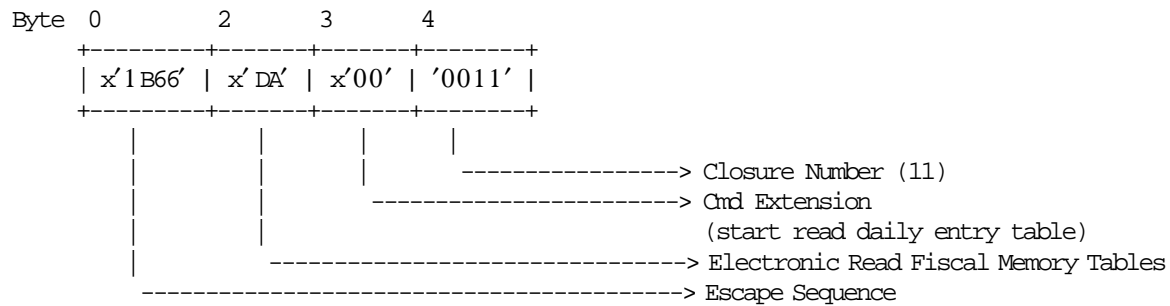 Byte 0 2 3 4
+---------+-------+-------+--------+
| x'1B66' | x'DA' | x'00' | '0011' |
+---------+-------+-------+--------+
| | | |
| | | -----------------> Closure Number (11)
| | ------------------------> Cmd Extension
| | (start read daily entry table)
| --------------------------------> Electronic Read Fiscal Memory Tables
------------------------------------------> Escape Sequence